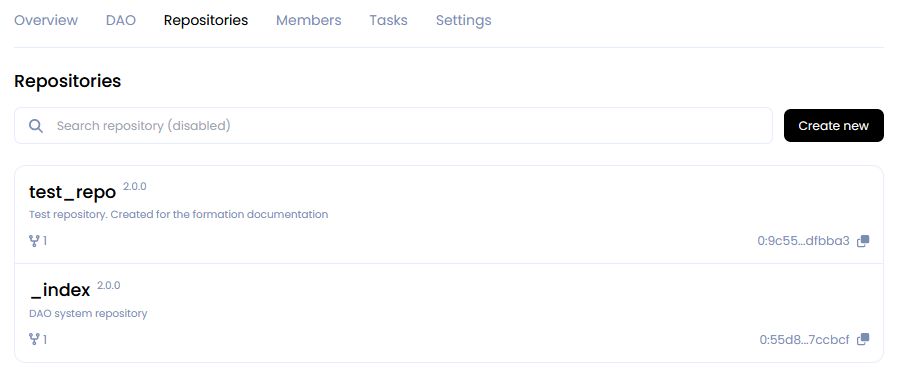 Overview DAO Repositories Members Tasks Settings
Repositories
Search repository (disabled) Create new
test_repo 2.0.0
Test repository. Created for the formation documentation
1 0:9c55...dfbba3
_index 2.0.0
DAO system repository
1 0:55d8...7ccbcf